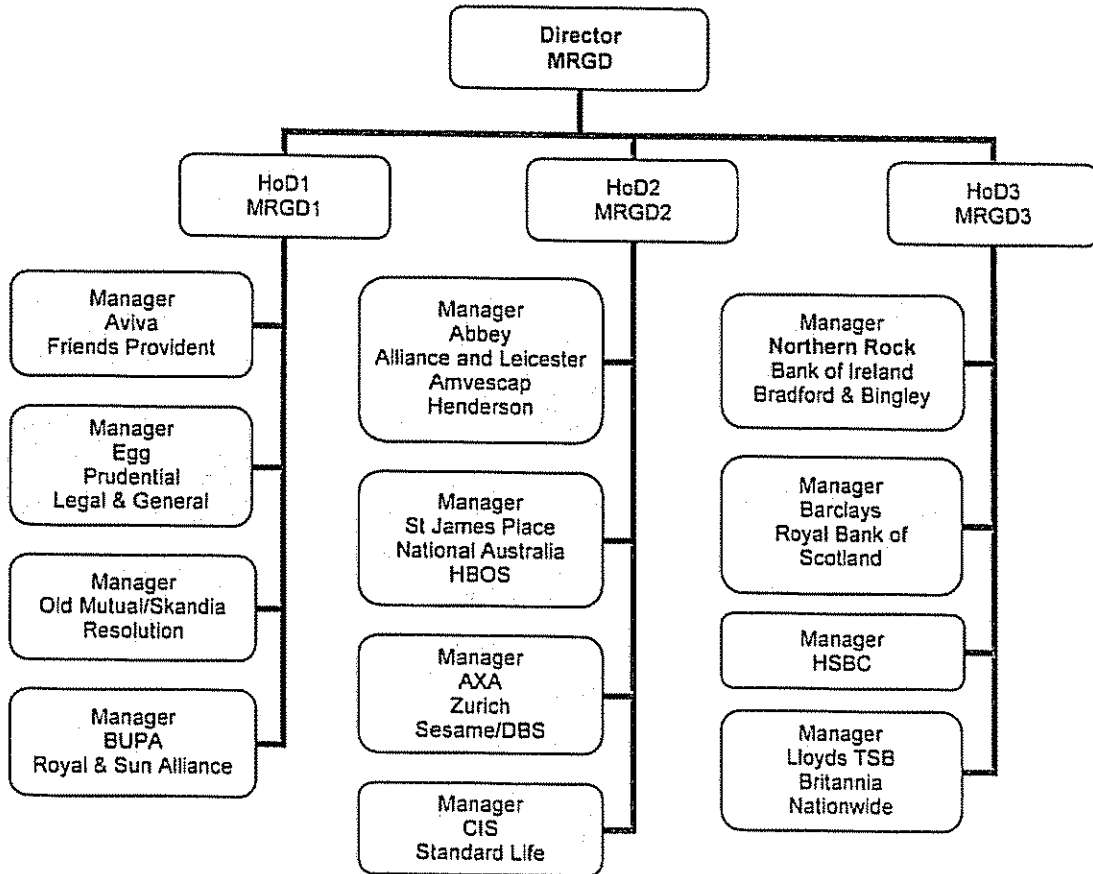 Director
MRGD
HoD1
MRGD1
HoD2
MRGD2
HoD3
MRGD3
Manager
Aviva
Friends Provident
Manager
Egg
Prudential
Legal & General
Manager
Old Mutual/Skandia
Resolution
Manager
BUPA
Royal & Sun Alliance
Manager
Abbey
Alliance and Leicester
Amvescap
Henderson
Manager
St James Place
National Australia
HBOS
Manager
AXA
Zurich
Sesame/DBS
Manager
CIS
Standard Life
Manager
Northern Rock
Bank of Ireland
Bradford & Bingley
Manager
Barclays
Royal Bank of
Scotland
Manager
HSBC
Manager
Lloyds TSB
Britannia
Nationwide